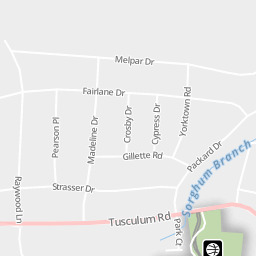 Melpar Dr
Fairlane Dr
Yorktown Rd
Crosby Dr
Cypress Dr
Pearson Pl
Madeline Dr
Gillette Rd
Packard Dr
Sorghum Branch
Raywood Ln
Strasser Dr
Tusculum Rd
Park Ct